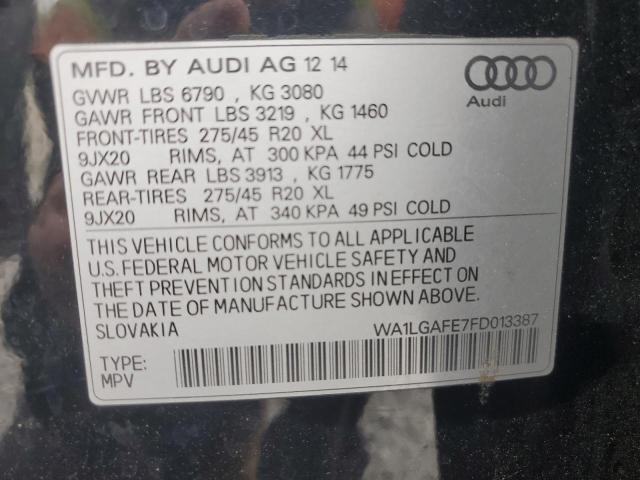 MFD. BY AUDI AG 12 14
GVWR LBS 6790 , KG 3080
GAWR FRONT LBS 3219 , KG 1460
FRONT-TIRES 275/45 R20 XL
9JX20 RIMS, AT 300 KPA 44 PSI COLD
GAWR REAR LBS 3913 , KG 1775
REAR-TIRES 275/45 R20 XL
9JX20 RIMS, AT 340 KPA 49 PSI COLD
Audi
THIS VEHICLE CONFORMS TO ALL APPLICABLE
U.S. FEDERAL MOTOR VEHICLE SAFETY AND
THEFT PREVENTION STANDARDS IN EFFECT ON
THE DATE OF MANUFACTURE SHOWN ABOVE.
SLOVAKIA WA1LGAFE7FD013387
TYPE:
MPV